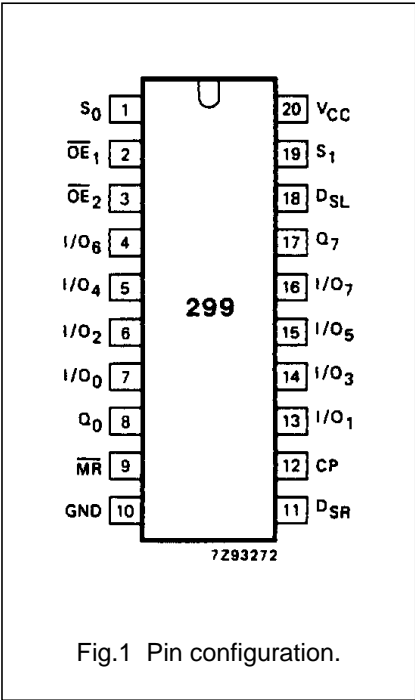 S0 1 20 VCC
OE1 2 19 S1
OE2 3 18 DSL
I/O6 4 17 Q7
I/O4 5 16 I/O7
299
I/O2 6 15 I/O5
I/O0 7 14 I/O3
Q0 8 13 I/O1
MR 9 12 CP
GND 10 11 DSR
7Z93272
Fig.1 Pin configuration.